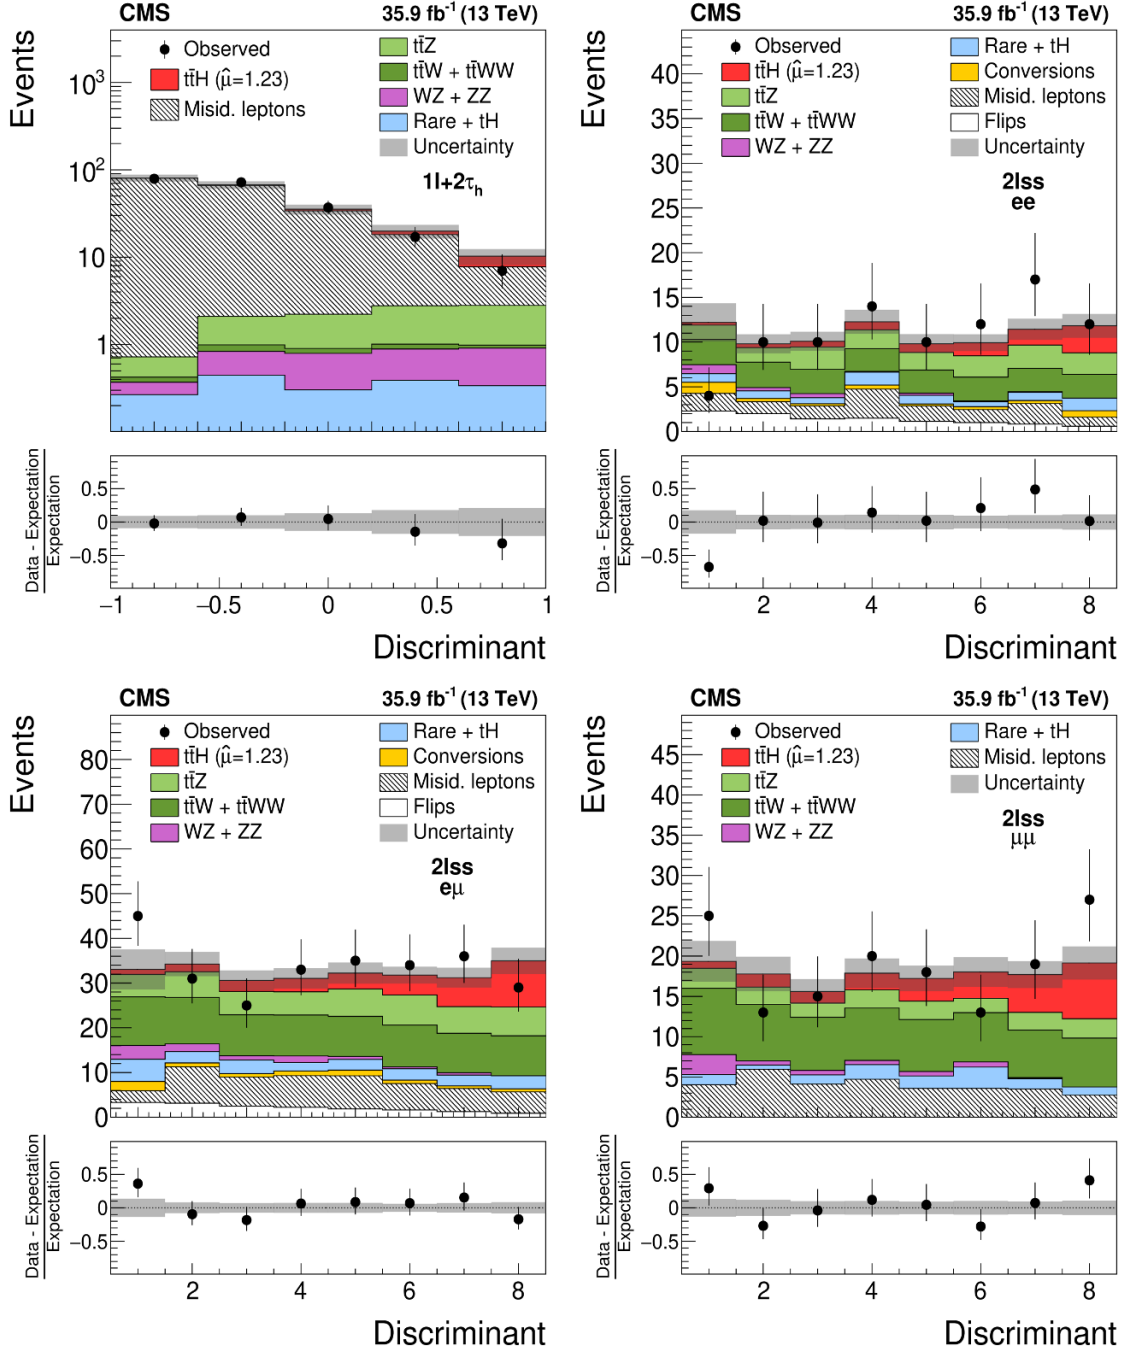 CMS 35.9 fb⁻¹ (13 TeV)
Events
Observed
tt̄H (μ̂=1.23)
Misid. leptons
tt̄Z
tt̄W + tt̄WW
WZ + ZZ
Rare + tH
Uncertainty
1l+2τh
10³
10²
10
1
Data - Expectation
Expectation
0.5
0
−0.5
−1 −0.5 0 0.5 1
Discriminant
CMS 35.9 fb⁻¹ (13 TeV)
Events
Observed
tt̄H (μ̂=1.23)
tt̄Z
tt̄W + tt̄WW
WZ + ZZ
Rare + tH
Conversions
Misid. leptons
Flips
Uncertainty
2lss
ee
40
35
30
25
20
15
10
5
0
Data - Expectation
Expectation
0.5
0
−0.5
2 4 6 8
Discriminant
CMS 35.9 fb⁻¹ (13 TeV)
Events
Observed
tt̄H (μ̂=1.23)
tt̄Z
tt̄W + tt̄WW
WZ + ZZ
Rare + tH
Conversions
Misid. leptons
Flips
Uncertainty
2lss
eμ
80
70
60
50
40
30
20
10
0
Data - Expectation
Expectation
0.5
0
−0.5
2 4 6 8
Discriminant
CMS 35.9 fb⁻¹ (13 TeV)
Events
Observed
tt̄H (μ̂=1.23)
tt̄Z
tt̄W + tt̄WW
WZ + ZZ
Rare + tH
Misid. leptons
Uncertainty
2lss
μμ
45
40
35
30
25
20
15
10
5
0
Data - Expectation
Expectation
0.5
0
−0.5
2 4 6 8
Discriminant